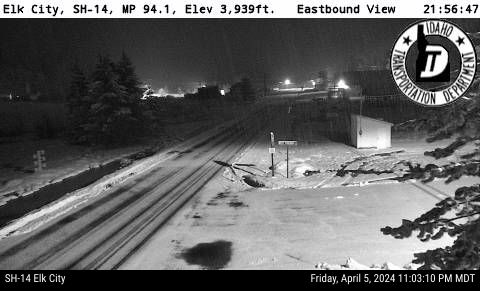 Elk City, SH-14, MP 94.1, Elev 3,939ft. Eastbound View 21:56:47
IDAHO
TRANSPORTATION DEPARTMENT
SH-14 Elk City Friday, April 5, 2024 11:03:10 PM MDT